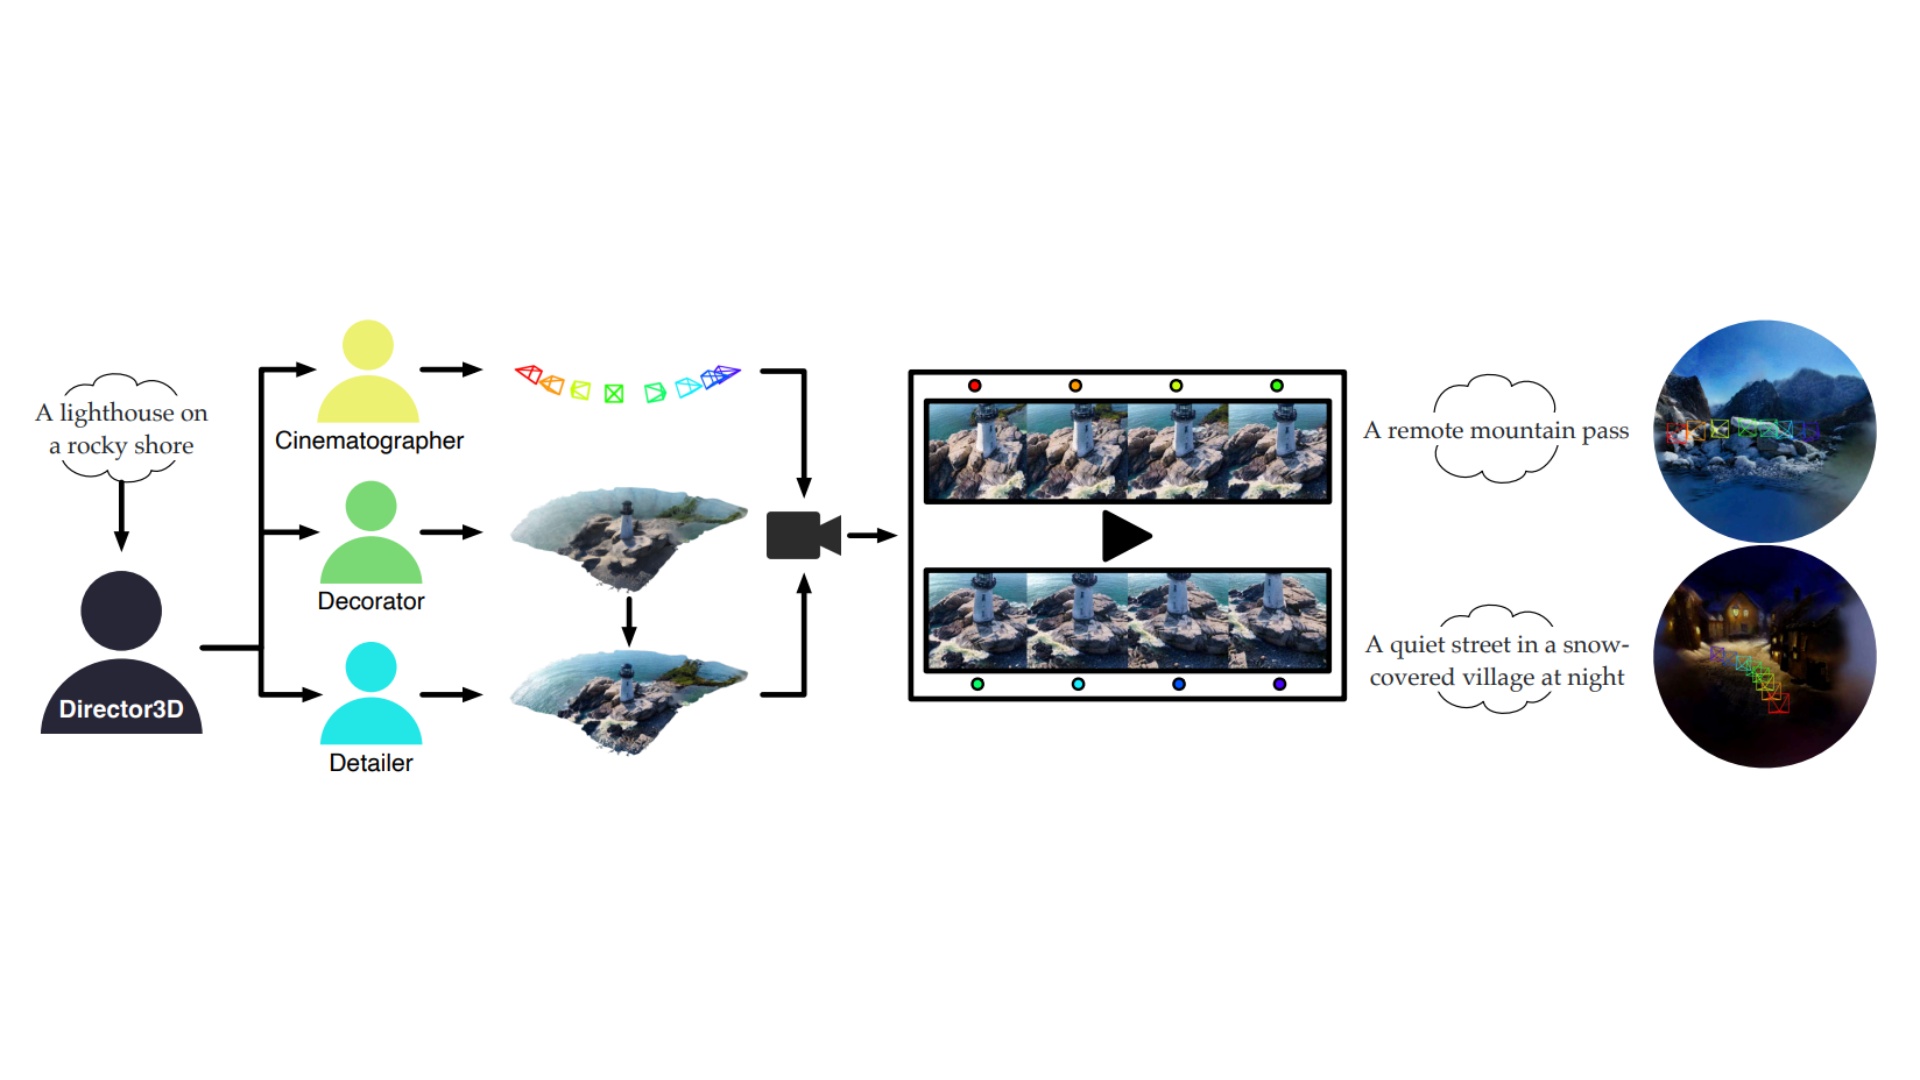 A lighthouse on
a rocky shore
Director3D
Cinematographer
Decorator
Detailer
A remote mountain pass
A quiet street in a snow-
covered village at night